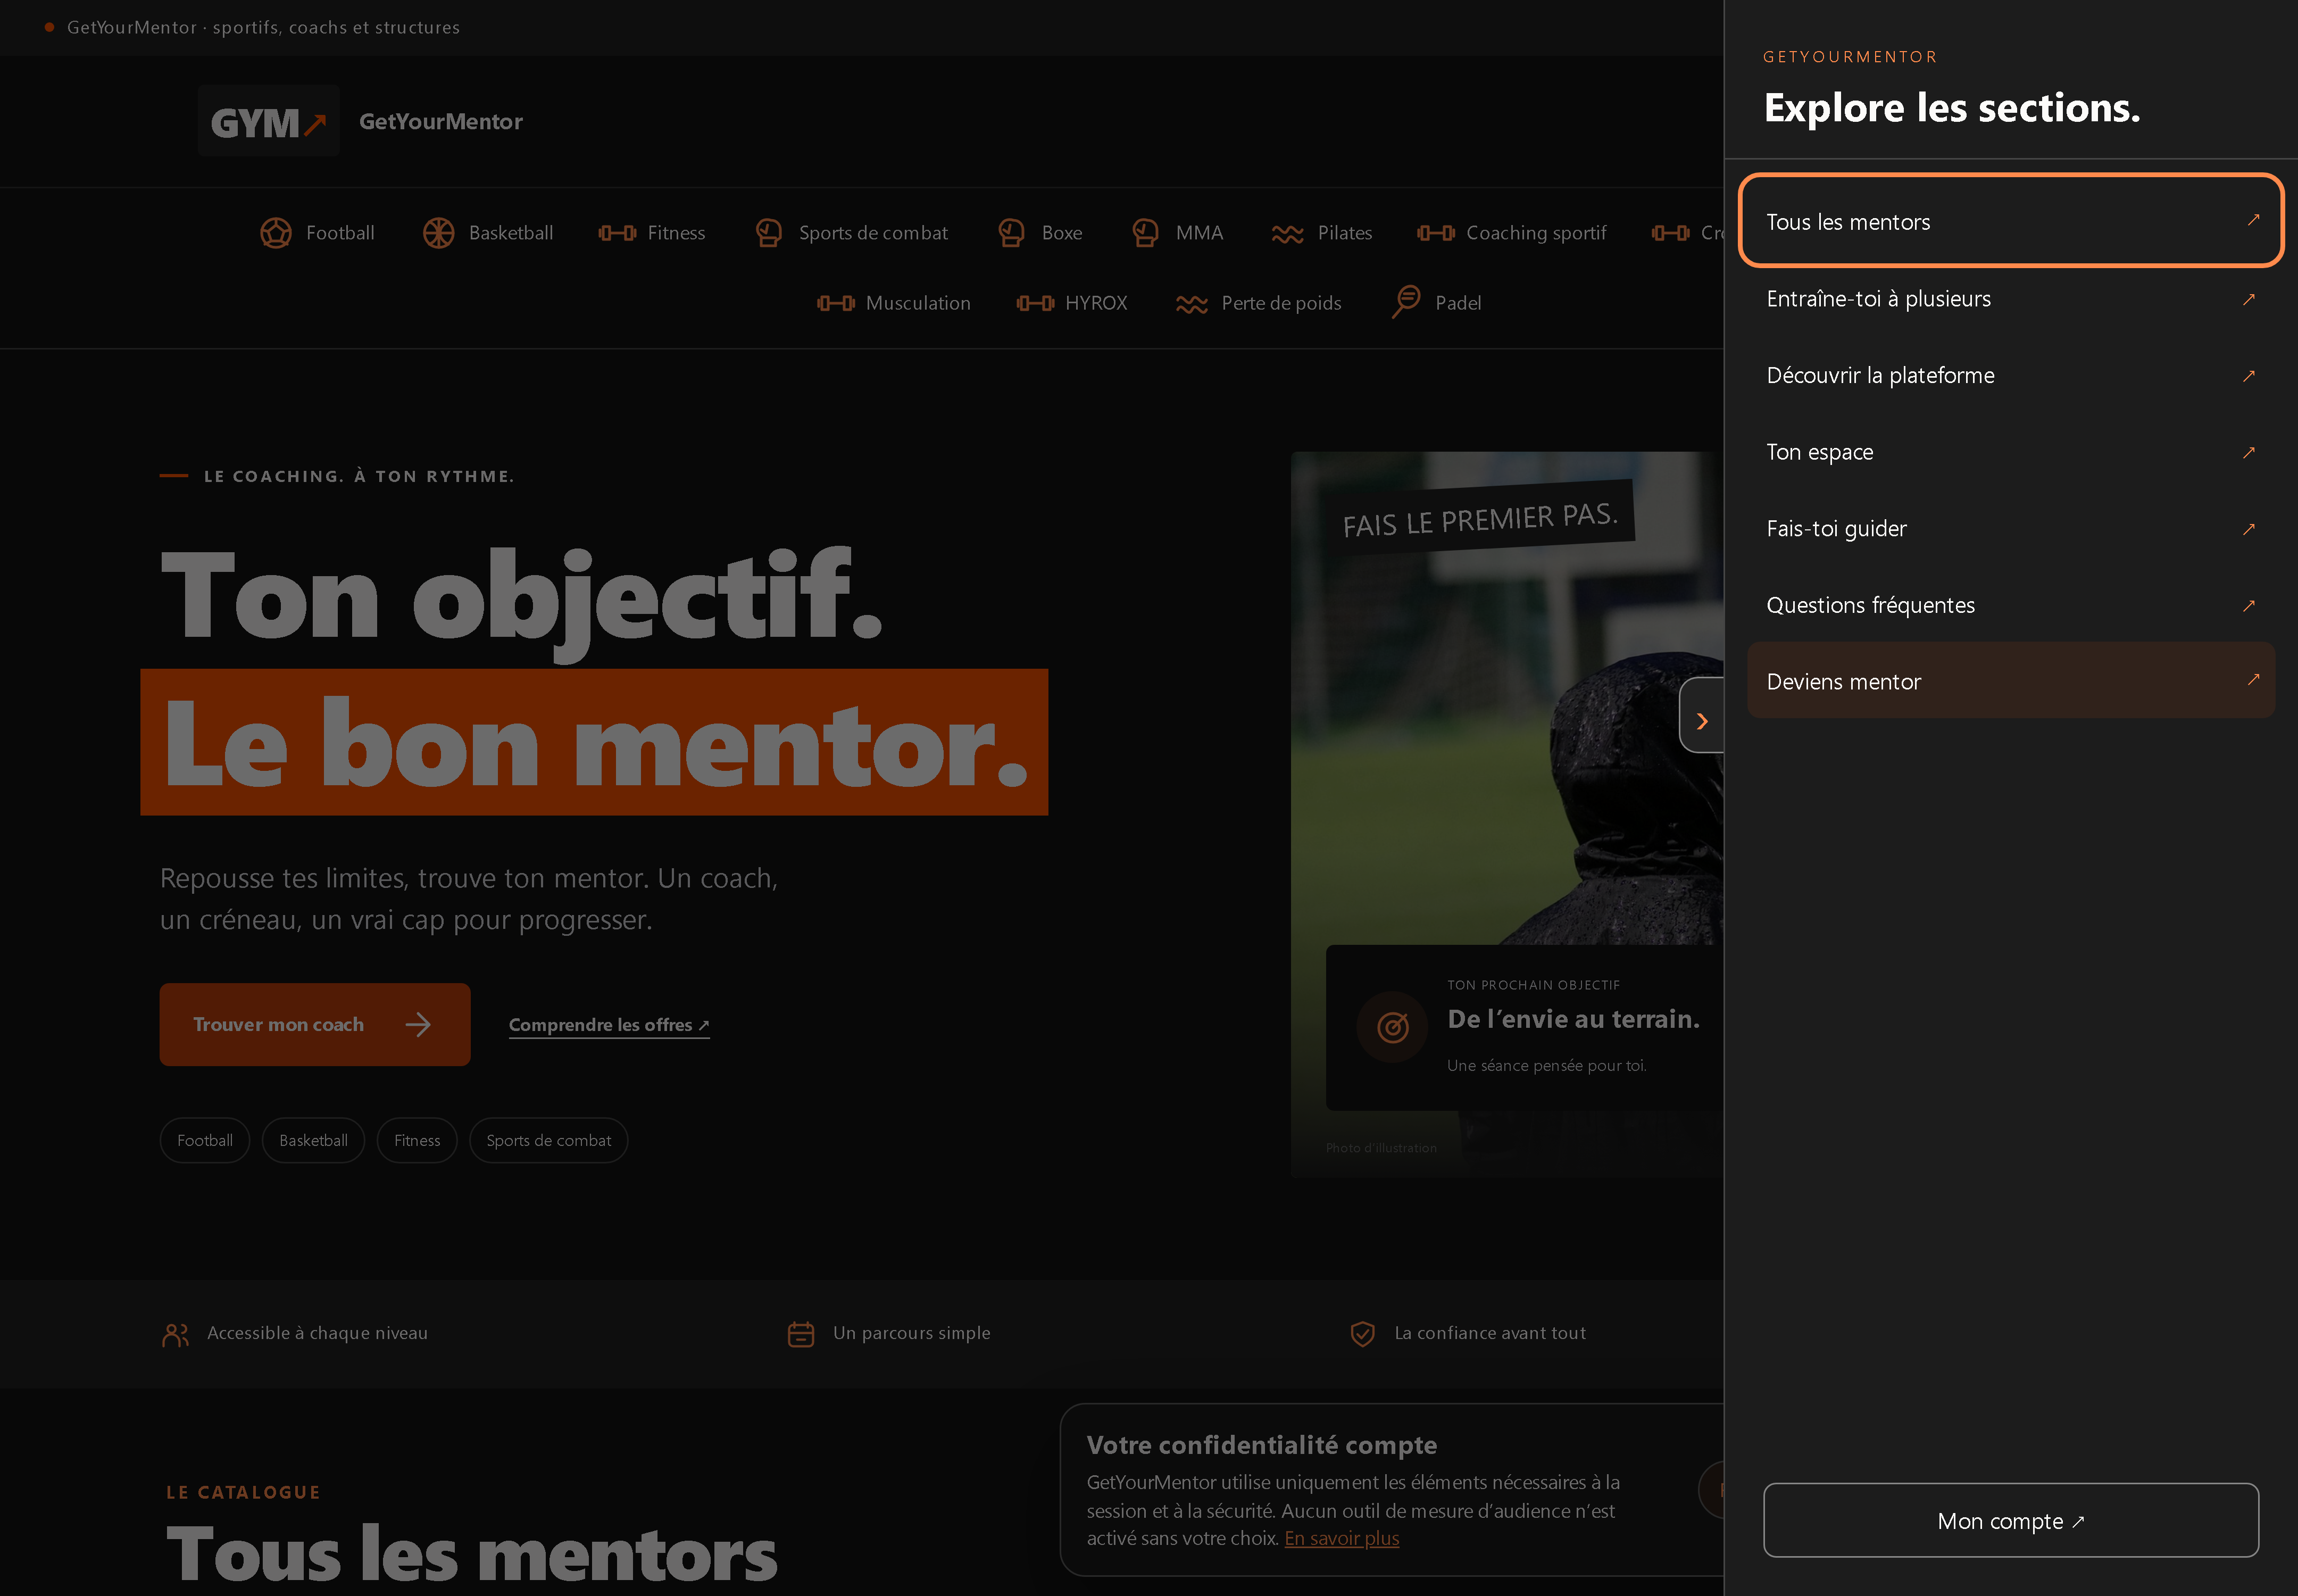 GetYourMentor · sportifs, coachs et structures
GYM↗ GetYourMentor
Football Basketball Fitness Sports de combat Boxe MMA Pilates Coaching sportif
Musculation HYROX Perte de poids Padel
LE COACHING. À TON RYTHME.
Ton objectif.
Le bon mentor.
Repousse tes limites, trouve ton mentor. Un coach,
un créneau, un vrai cap pour progresser.
Trouver mon coach → Comprendre les offres ↗
Football Basketball Fitness Sports de combat
FAIS LE PREMIER PAS.
TON PROCHAIN OBJECTIF
De l’envie au terrain.
Une séance pensée pour toi.
Photo d’illustration
Accessible à chaque niveau Un parcours simple La confiance avant tout
LE CATALOGUE
Tous les mentors
Votre confidentialité compte
GetYourMentor utilise uniquement les éléments nécessaires à la
session et à la sécurité. Aucun outil de mesure d’audience n’est
activé sans votre choix. En savoir plus
GETYOURMENTOR
Explore les sections.
Tous les mentors ↗
Entraîne-toi à plusieurs ↗
Découvrir la plateforme ↗
Ton espace ↗
Fais-toi guider ↗
Questions fréquentes ↗
Deviens mentor ↗
Mon compte ↗